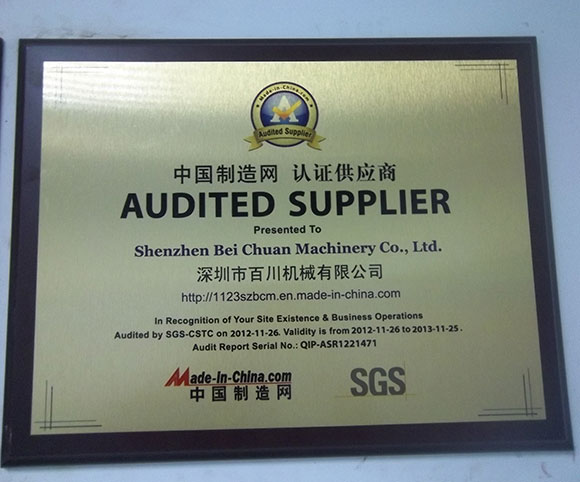 Made-in-China.com
Audited Supplier
中国制造网 认证供应商
AUDITED SUPPLIER
Presented To
Shenzhen Bei Chuan Machinery Co., Ltd.
深圳市百川机械有限公司
http://1123szbcm.en.made-in-china.com
In Recognition of Your Site Existence & Business Operations
Audited by SGS-CSTC on 2012-11-26. Validity is from 2012-11-26 to 2013-11-25.
Audit Report Serial No.: QIP-ASR1221471
Made-in-China.com
中国制造网
SGS